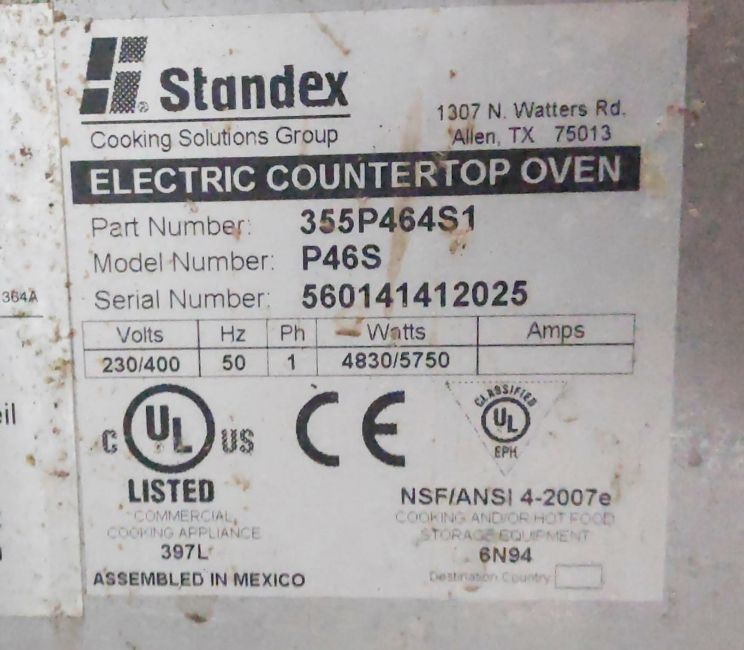 Standex
Cooking Solutions Group
1307 N. Watters Rd.
Allen, TX 75013
ELECTRIC COUNTERTOP OVEN
Part Number: 355P464S1
Model Number: P46S
Serial Number: 560141412025
Volts Hz Ph Watts Amps
230/400 50 1 4830/5750
C UL US
LISTED
COMMERCIAL
COOKING APPLIANCE
397L
ASSEMBLED IN MEXICO
CE
CLASSIFIED
UL
EPH
NSF/ANSI 4-2007e
COOKING AND/OR HOT FOOD
STORAGE EQUIPMENT
6N94
Destination Country
364A